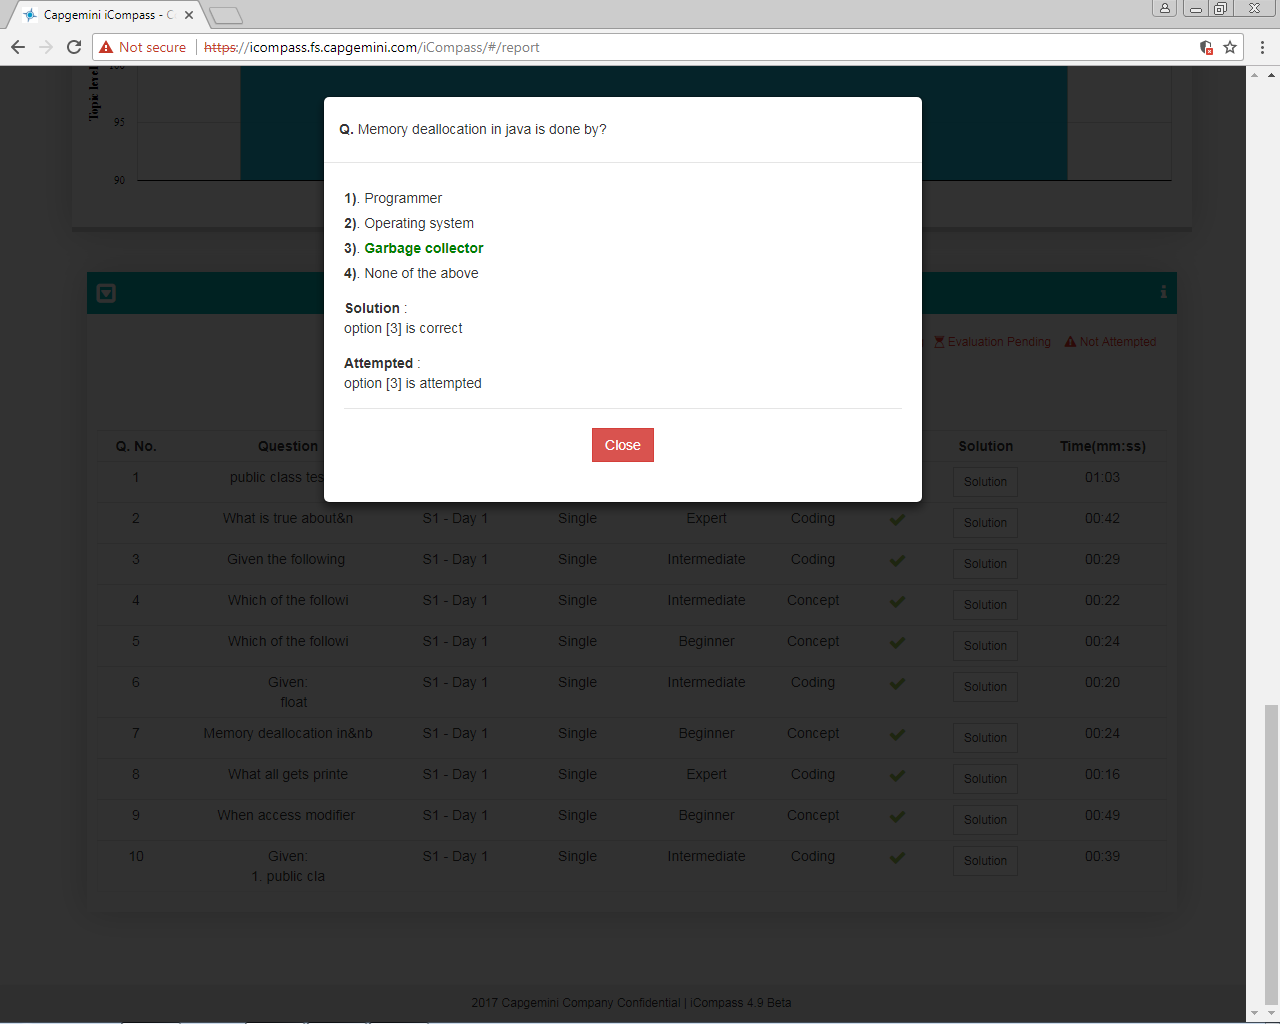 Capgemini iCompass - C
Not secure https://icompass.fs.capgemini.com/iCompass/#/report
Topic level
100
95
90
Q. Memory deallocation in java is done by?
1). Programmer
2). Operating system
3). Garbage collector
4). None of the above
Solution :
option [3] is correct
Attempted :
option [3] is attempted
Close
Evaluation Pending Not Attempted
Q. No. Question Solution Time(mm:ss)
1 public class tes Solution 01:03
2 What is true about&n S1 - Day 1 Single Expert Coding Solution 00:42
3 Given the following S1 - Day 1 Single Intermediate Coding Solution 00:29
4 Which of the followi S1 - Day 1 Single Intermediate Concept Solution 00:22
5 Which of the followi S1 - Day 1 Single Beginner Concept Solution 00:24
6 Given: S1 - Day 1 Single Intermediate Coding Solution 00:20
float
7 Memory deallocation in&nb S1 - Day 1 Single Beginner Concept Solution 00:24
8 What all gets printe S1 - Day 1 Single Expert Coding Solution 00:16
9 When access modifier S1 - Day 1 Single Beginner Concept Solution 00:49
10 Given: S1 - Day 1 Single Intermediate Coding Solution 00:39
1. public cla
2017 Capgemini Company Confidential | iCompass 4.9 Beta